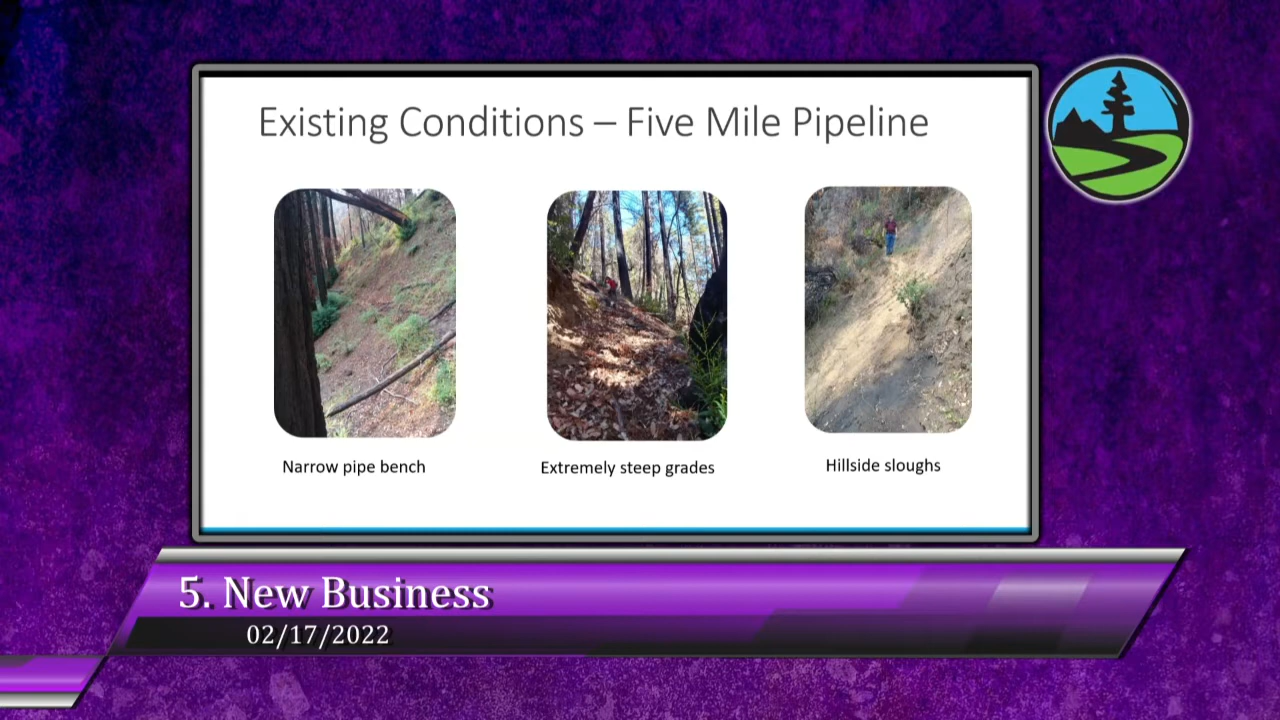 Existing Conditions – Five Mile Pipeline
Narrow pipe bench
Extremely steep grades
Hillside sloughs
5. New Business
02/17/2022